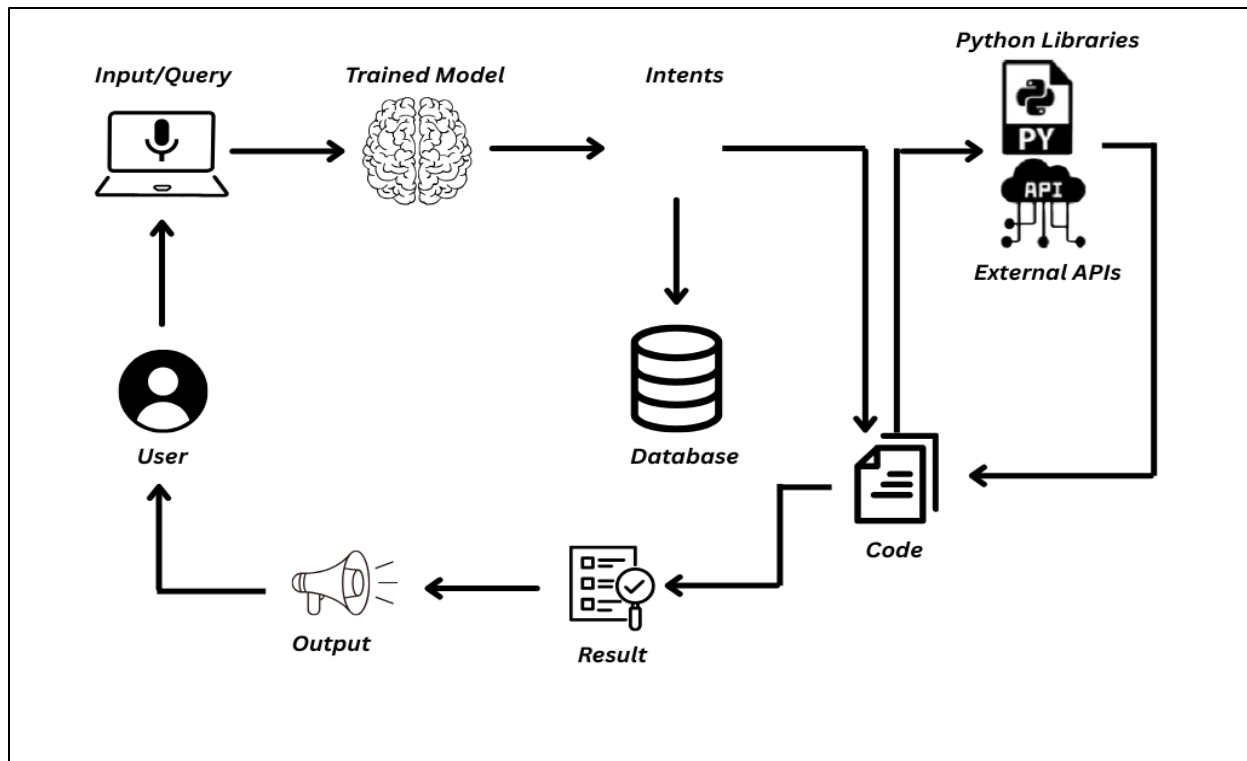 Python Libraries
Input/Query
Trained Model
Intents
PY
API
External APIs
User
Database
Code
Output
Result